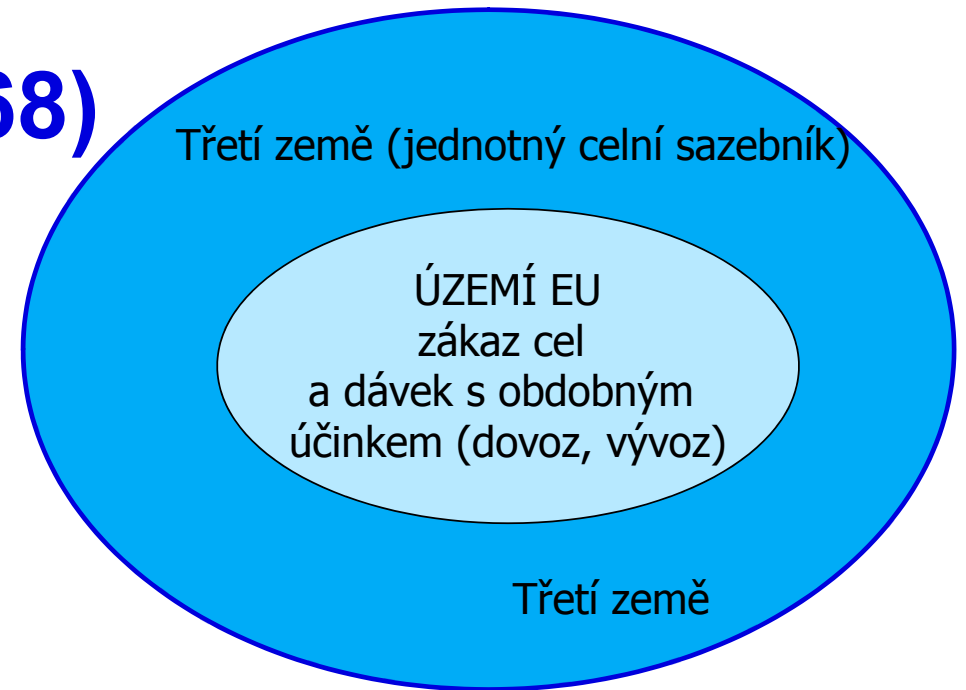 68)
Třetí země (jednotný celní sazebník)
ÚZEMÍ EU
zákaz cel
a dávek s obdobným
účinkem (dovoz, vývoz)
Třetí země